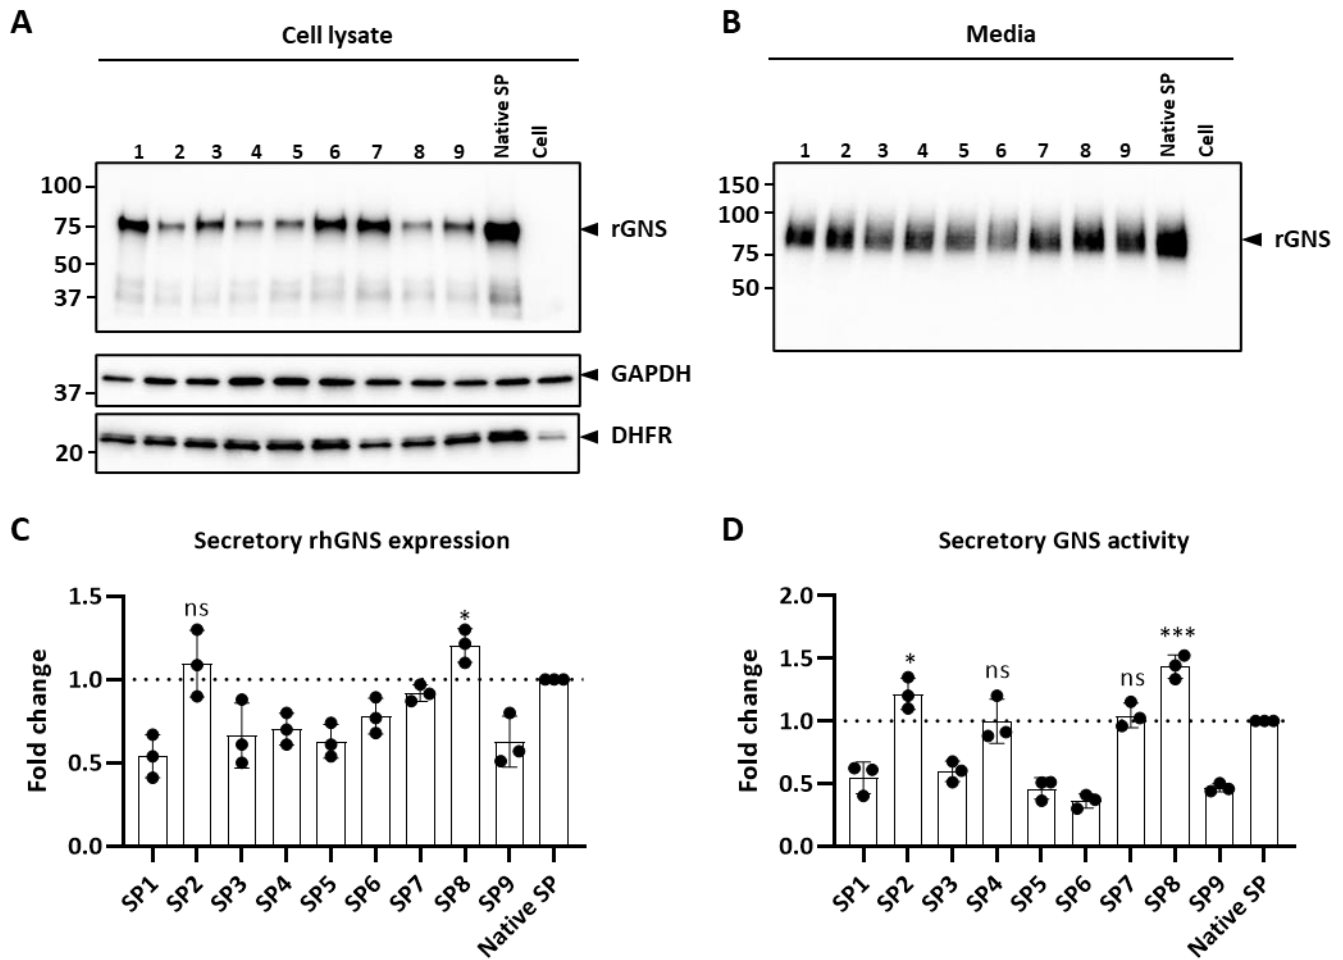 A
Cell lysate
1 2 3 4 5 6 7 8 9 Native SP Cell
100
75
50
37
rGNS
37
GAPDH
20
DHFR
B
Media
1 2 3 4 5 6 7 8 9 Native SP Cell
150
100
75
50
rGNS
C
Secretory rhGNS expression
Fold change
1.5
1.0
0.5
0.0
ns
*
SP1 SP2 SP3 SP4 SP5 SP6 SP7 SP8 SP9 Native SP
D
Secretory GNS activity
Fold change
2.0
1.5
1.0
0.5
0.0
*
ns
ns
***
SP1 SP2 SP3 SP4 SP5 SP6 SP7 SP8 SP9 Native SP